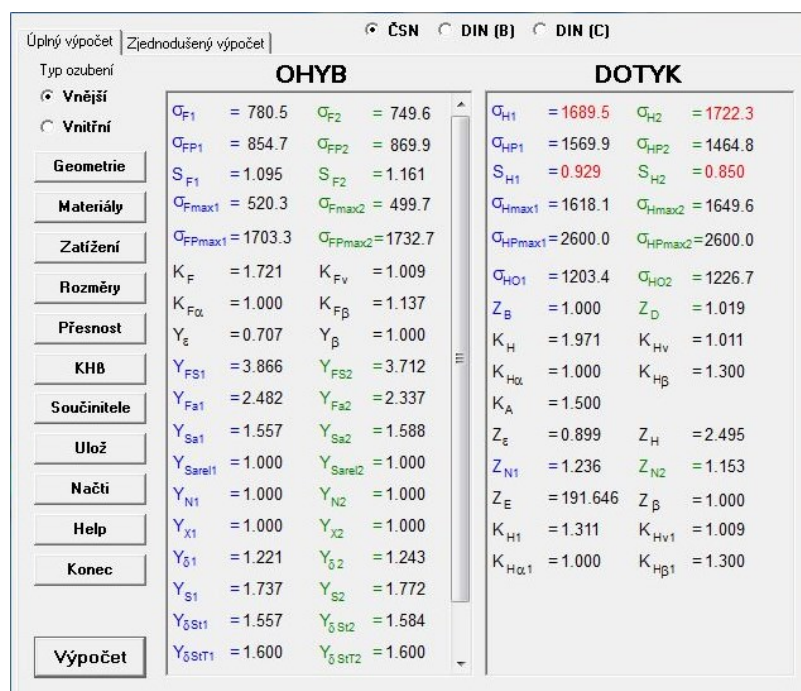 ČSN DIN (B) DIN (C)
Úplný výpočet Zjednodušený výpočet
Typ ozubení
Vnější
Vnitřní
Geometrie
Materiály
Zatížení
Rozměry
Přesnost
KHß
Součinitele
Ulož
Načti
Help
Konec
Výpočet
OHYB
σF1 = 780.5 σF2 = 749.6
σFP1 = 854.7 σFP2 = 869.9
SF1 = 1.095 SF2 = 1.161
σFmax1 = 520.3 σFmax2 = 499.7
σFPmax1 = 1703.3 σFPmax2 = 1732.7
KF = 1.721 KFv = 1.009
KFα = 1.000 KFβ = 1.137
Yε = 0.707 Yβ = 1.000
YFS1 = 3.866 YFS2 = 3.712
YFa1 = 2.482 YFa2 = 2.337
YSa1 = 1.557 YSa2 = 1.588
YSarel1 = 1.000 YSarel2 = 1.000
YN1 = 1.000 YN2 = 1.000
YX1 = 1.000 YX2 = 1.000
Yδ1 = 1.221 Yδ2 = 1.243
YS1 = 1.737 YS2 = 1.772
YδSt1 = 1.557 YδSt2 = 1.584
YδStT1 = 1.600 YδStT2 = 1.600
DOTYK
σH1 = 1689.5 σH2 = 1722.3
σHP1 = 1569.9 σHP2 = 1464.8
SH1 = 0.929 SH2 = 0.850
σHmax1 = 1618.1 σHmax2 = 1649.6
σHPmax1 = 2600.0 σHPmax2 = 2600.0
σHO1 = 1203.4 σHO2 = 1226.7
ZB = 1.000 ZD = 1.019
KH = 1.971 KHv = 1.011
KHα = 1.000 KHβ = 1.300
KA = 1.500
Zε = 0.899 ZH = 2.495
ZN1 = 1.236 ZN2 = 1.153
ZE = 191.646 Zβ = 1.000
KH1 = 1.311 KHv1 = 1.009
KHα1 = 1.000 KHβ1 = 1.300